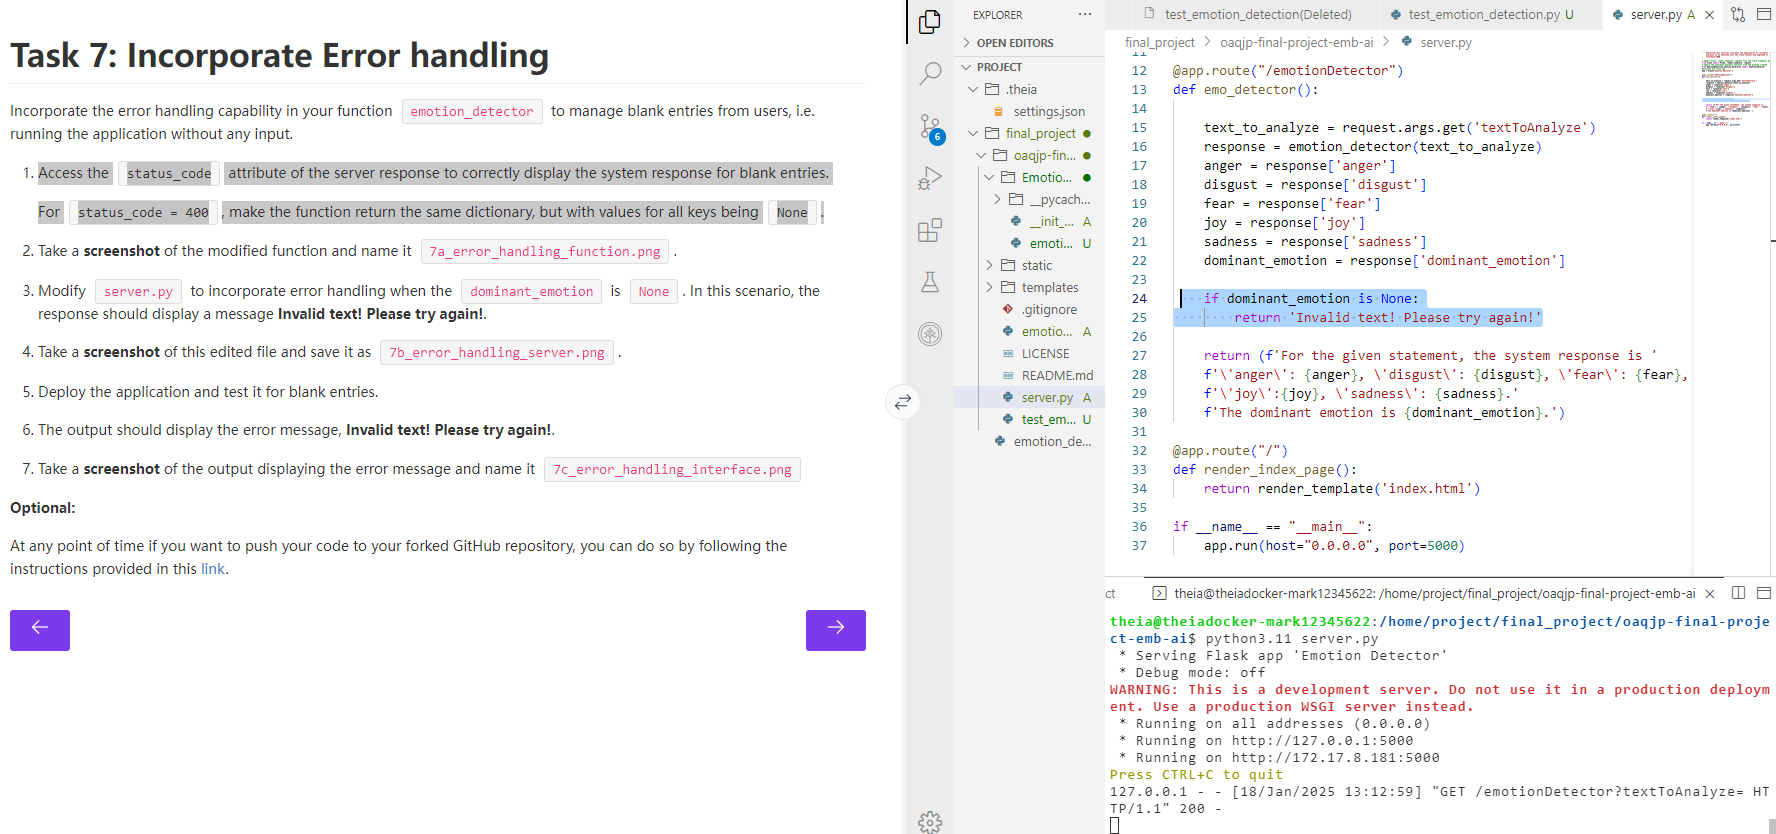 Task 7: Incorporate Error handling
Incorporate the error handling capability in your function emotion_detector to manage blank entries from users, i.e.
running the application without any input.
1. Access the status_code attribute of the server response to correctly display the system response for blank entries.
For status_code = 400 , make the function return the same dictionary, but with values for all keys being None .
2. Take a screenshot of the modified function and name it 7a_error_handling_function.png .
3. Modify server.py to incorporate error handling when the dominant_emotion is None . In this scenario, the
response should display a message Invalid text! Please try again!.
4. Take a screenshot of this edited file and save it as 7b_error_handling_server.png .
5. Deploy the application and test it for blank entries.
6. The output should display the error message, Invalid text! Please try again!.
7. Take a screenshot of the output displaying the error message and name it 7c_error_handling_interface.png
Optional:
At any point of time if you want to push your code to your forked GitHub repository, you can do so by following the
instructions provided in this link.
6
EXPLORER ...
OPEN EDITORS
PROJECT
.theia
settings.json
final_project
oaqjp-fin...
Emotio...
__pycach...
__init_... A
emoti... U
static
templates
.gitignore
emotio... A
LICENSE
README.md
server.py A
test_em... U
emotion_de...
test_emotion_detection(Deleted)
test_emotion_detection.py U
server.py A
final_project > oaqjp-final-project-emb-ai > server.py
11
12 @app.route("/emotionDetector")
13 def emo_detector():
14
15 text_to_analyze = request.args.get('textToAnalyze')
16 response = emotion_detector(text_to_analyze)
17 anger = response['anger']
18 disgust = response['disgust']
19 fear = response['fear']
20 joy = response['joy']
21 sadness = response['sadness']
22 dominant_emotion = response['dominant_emotion']
23
24 if dominant_emotion is None:
25 return 'Invalid text! Please try again!'
26
27 return (f'For the given statement, the system response is '
28 f'\'anger\': {anger}, \'disgust\': {disgust}, \'fear\': {fear},
29 f'\'joy\':{joy}, \'sadness\': {sadness}.'
30 f'The dominant emotion is {dominant_emotion}.')
31
32 @app.route("/")
33 def render_index_page():
34 return render_template('index.html')
35
36 if __name__ == "__main__":
37 app.run(host="0.0.0.0", port=5000)
ct
theia@theiadocker-mark12345622: /home/project/final_project/oaqjp-final-project-emb-ai
theia@theiadocker-mark12345622:/home/project/final_project/oaqjp-final-proje
ct-emb-ai$ python3.11 server.py
* Serving Flask app 'Emotion Detector'
* Debug mode: off
WARNING: This is a development server. Do not use it in a production deploym
ent. Use a production WSGI server instead.
* Running on all addresses (0.0.0.0)
* Running on http://127.0.0.1:5000
* Running on http://172.17.8.181:5000
Press CTRL+C to quit
127.0.0.1 - - [18/Jan/2025 13:12:59] "GET /emotionDetector?textToAnalyze= HT
TP/1.1" 200 -